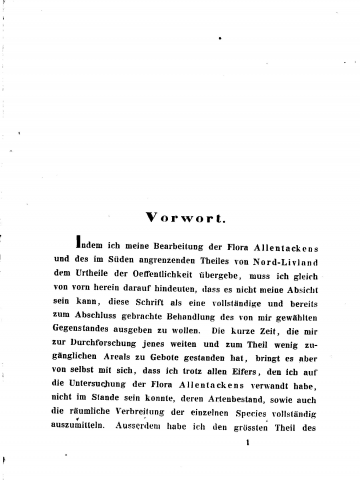 Vorwort.
Indem ich meine Bearbeitung der Flora Allentackens
und des im Süden angrenzenden Theiles von Nord-Livland
dem Urtheile der Oeffentlichkeit übergebe, muss ich gleich
von vorn herein darauf hindeuten, dass es nicht meine Absicht
sein kann, diese Schrift als eine vollständige und bereits
zum Abschluss gebrachte Behandlung des von mir gewählten
Gegenstandes ausgeben zu wollen. Die kurze Zeit, die mir
zur Durchforschung jenes weiten und zum Theil wenig zu-
gänglichen Areals zu Gebote gestanden hat, bringt es aber
von selbst mit sich, dass ich trotz allen Eifers, den ich auf
die Untersuchung der Flora Allentackens verwandt habe,
nicht im Stande sein konnte, deren Artenbestand, sowie auch
die räumliche Verbreitung der einzelnen Species vollständig
auszumitteln. Ausserdem habe ich den grössten Theil des
1